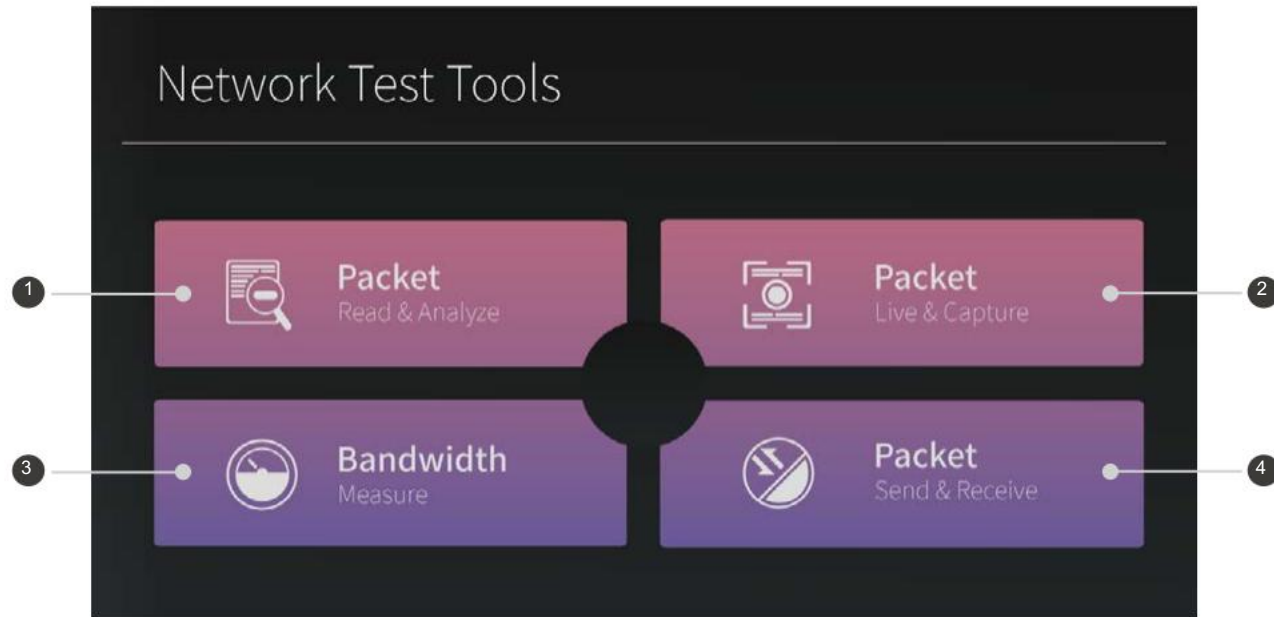 Network Test Tools
1
Packet
Read & Analyze
Packet
Live & Capture
2
3
Bandwidth
Measure
Packet
Send & Receive
4